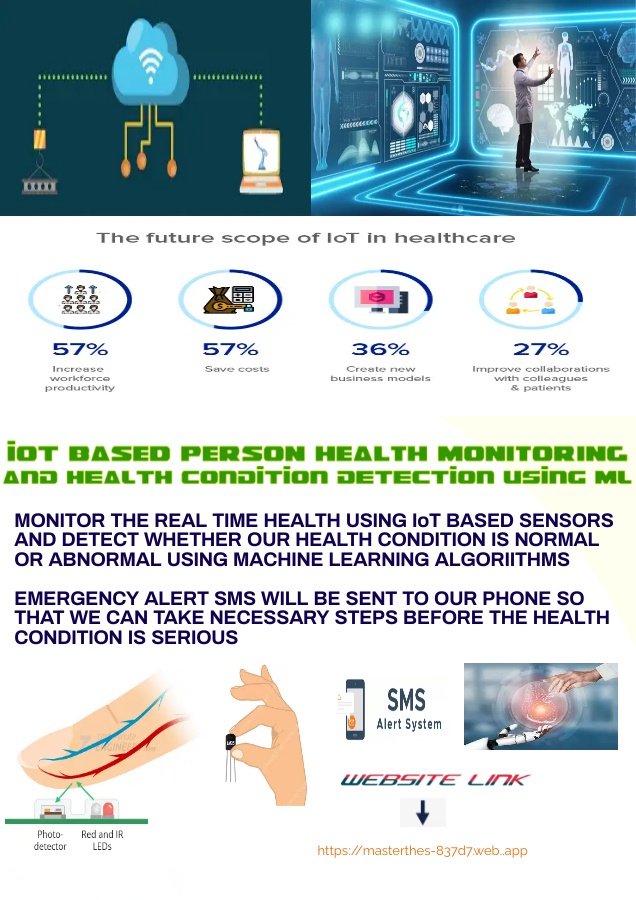 The future scope of IoT in healthcare
57%
Increase
workforce
productivity
57%
Save costs
36%
Create new
business models
27%
Improve collaborations
with colleagues
& patients
IOT BASED PERSON HEALTH MONITORING
AND HEALTH CONDITION DETECTION USING ML
MONITOR THE REAL TIME HEALTH USING IoT BASED SENSORS
AND DETECT WHETHER OUR HEALTH CONDITION IS NORMAL
OR ABNORMAL USING MACHINE LEARNING ALGORIITHMS
EMERGENCY ALERT SMS WILL BE SENT TO OUR PHONE SO
THAT WE CAN TAKE NECESSARY STEPS BEFORE THE HEALTH
CONDITION IS SERIOUS
Photo-
detector
Red and IR
LEDs
SMS
Alert System
WEBSITE LINK
https://masterthes-837d7.web..app